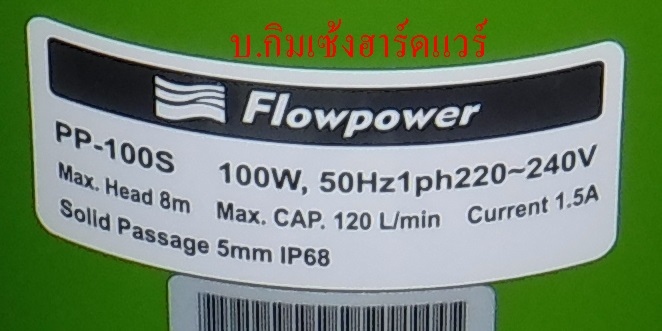 บ.กิมเซ้งฮาร์ดแวร์
Flowpower
PP-100S 100W, 50Hz1ph220~240V
Max. Head 8m Max. CAP. 120 L/min Current 1.5A
Solid Passage 5mm IP68